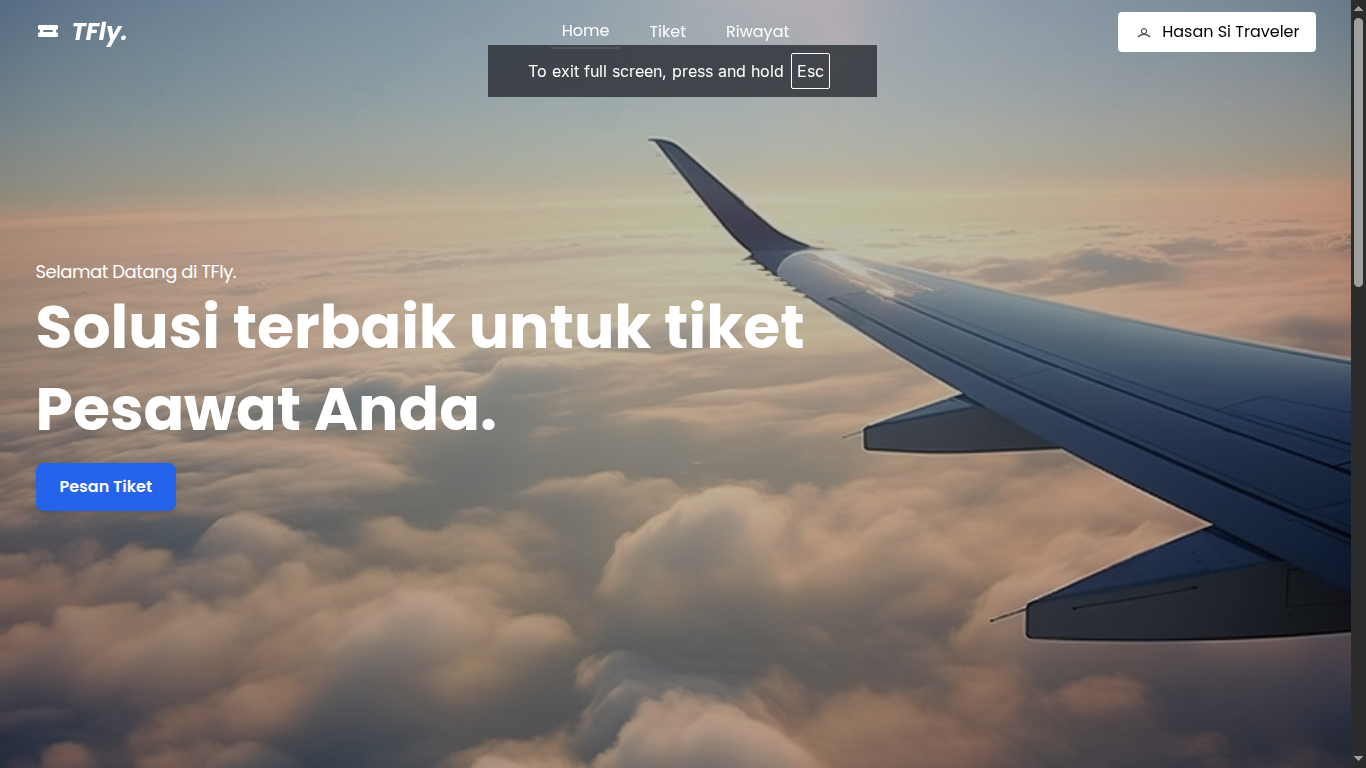 TFly.
Home
Tiket
Riwayat
Hasan Si Traveler
To exit full screen, press and hold Esc
Selamat Datang di TFly.
Solusi terbaik untuk tiket
Pesawat Anda.
Pesan Tiket